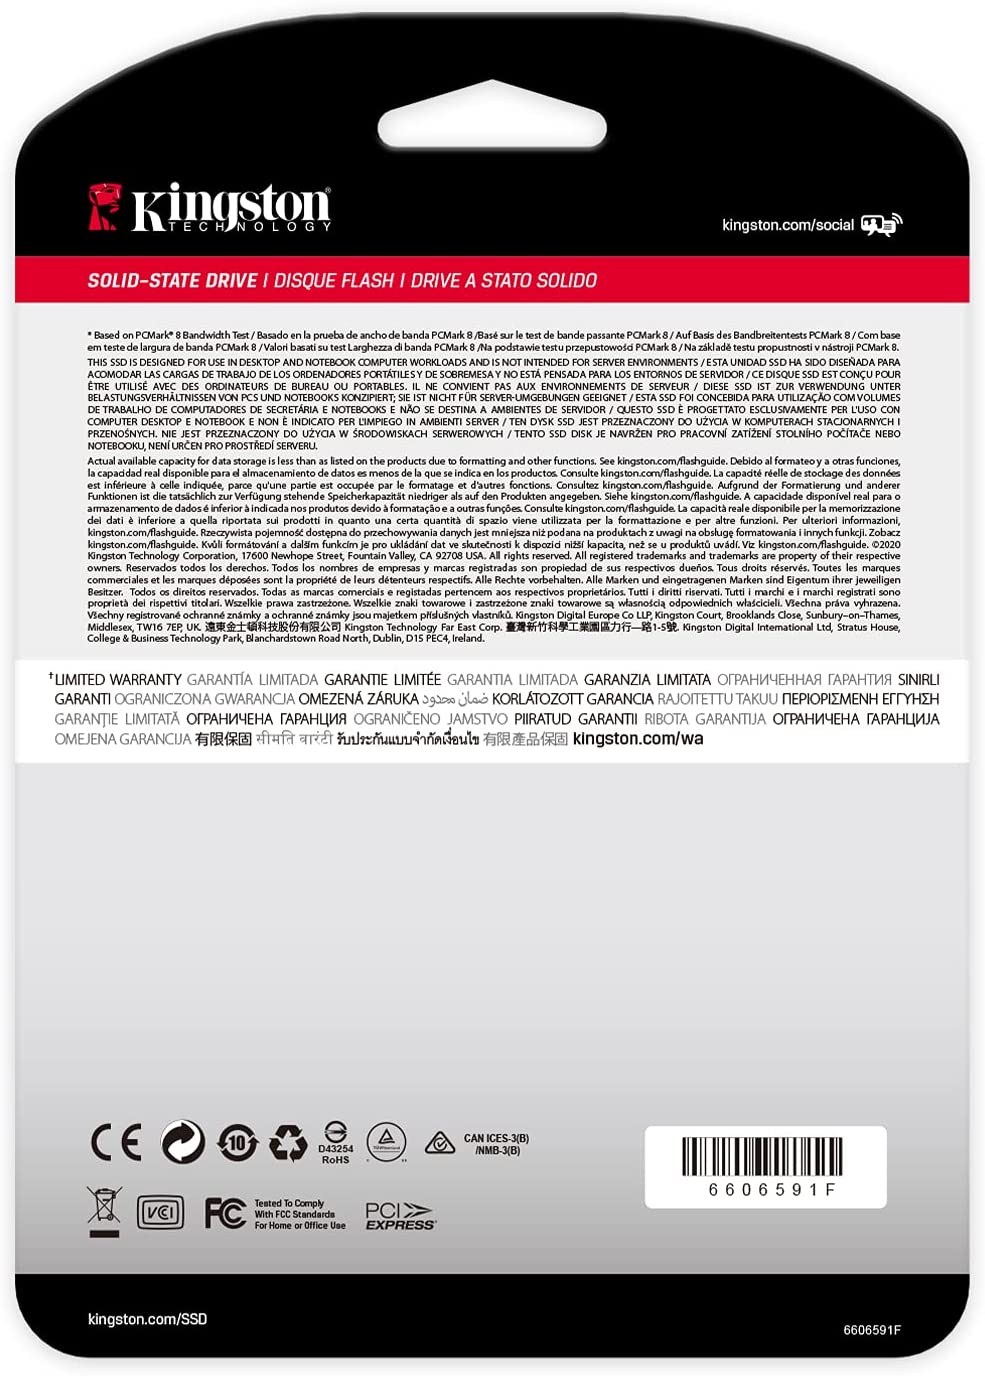 Kingston®
TECHNOLOGY
kingston.com/social
SOLID-STATE DRIVE | DISQUE FLASH | DRIVE A STATO SOLIDO
* Based on PCMark® 8 Bandwidth Test / Basado en la prueba de ancho de banda PCMark 8 /Basé sur le test de bande passante PCMark 8 / Auf Basis des Bandbreitentests PCMark 8 / Com base
em teste de largura de banda PCMark 8 /Valori basati su test Larghezza di banda PCMark 8 /Na podstawie testu przepustowości PCMark 8 / Na základě testu propustnosti v nástroji PCMark 8.
THIS SSD IS DESIGNED FOR USE IN DESKTOP AND NOTEBOOK COMPUTER WORKLOADS AND IS NOT INTENDED FOR SERVER ENVIRONMENTS / ESTA UNIDAD SSD HA SIDO DISEÑADA PARA
ACOMODAR LAS CARGAS DE TRABAJO DE LOS ORDENADORES PORTÁTILES Y DE SOBREMESA Y NO ESTÁ PENSADA PARA LOS ENTORNOS DE SERVIDOR / CE DISQUE SSD EST CONÇU POUR
ÊTRE UTILISÉ AVEC DES ORDINATEURS DE BUREAU OU PORTABLES. IL NE CONVIENT PAS AUX ENVIRONNEMENTS DE SERVEUR / DIESE SSD IST ZUR VERWENDUNG UNTER
BELASTUNGSVERHÄLTNISSEN VON PCS UND NOTEBOOKS KONZIPIERT; SIE IST NICHT FÜR SERVER-UMGEBUNGEN GEEIGNET / ESTA SSD FOI CONCEBIDA PARA UTILIZAÇÃO COM VOLUMES
DE TRABALHO DE COMPUTADORES DE SECRETÁRIA E NOTEBOOKS E NÃO SE DESTINA A AMBIENTES DE SERVIDOR / QUESTO SSD È PROGETTATO ESCLUSIVAMENTE PER L'USO CON
COMPUTER DESKTOP E NOTEBOOK E NON È INDICATO PER L'IMPIEGO IN AMBIENTI SERVER / TEN DYSK SSD JEST PRZEZNACZONY DO UŻYCIA W KOMPUTERACH STACJONARNYCH I
PRZENOŚNYCH. NIE JEST PRZEZNACZONY DO UŻYCIA W ŚRODOWISKACH SERWEROWYCH / TENTO SSD DISK JE NAVRŽEN PRO PRACOVNÍ ZATÍŽENÍ STOLNÍHO POČÍTAČE NEBO
NOTEBOOKU, NENÍ URČEN PRO PROSTŘEDÍ SERVERU.
Actual available capacity for data storage is less than as listed on the products due to formatting and other functions. See kingston.com/flashguide. Debido al formateo y a otras funciones,
la capacidad real disponible para el almacenamiento de datos es menos de la que se indica en los productos. Consulte kingston.com/flashguide. La capacité réelle de stockage des données
est inférieure à celle indiquée, parce qu'une partie est occupée par le formatage et d'autres fonctions. Consultez kingston.com/flashguide. Aufgrund der Formatierung und anderer
Funktionen ist die tatsächlich zur Verfügung stehende Speicherkapazität niedriger als auf den Produkten angegeben. Siehe kingston.com/flashguide. A capacidade disponível real para o
armazenamento de dados é inferior à indicada nos produtos devido à formatação e a outras funções. Consulte kingston.com/flashguide. La capacità reale disponibile per la memorizzazione
dei dati è inferiore a quella riportata sui prodotti in quanto una certa quantità di spazio viene utilizzata per la formattazione e per altre funzioni. Per ulteriori informazioni,
kingston.com/flashguide. Rzeczywista pojemność dostępna do przechowywania danych jest mniejsza niż podana na produktach z uwagi na obsługę formatowania i innych funkcji. Zobacz
kingston.com/flashguide. Kvůli formátování a dalším funkcím je pro ukládání dat ve skutečnosti k dispozici nižší kapacita, než se u produktů uvádí. Viz kingston.com/flashguide. ©2020
Kingston Technology Corporation, 17600 Newhope Street, Fountain Valley, CA 92708 USA. All rights reserved. All registered trademarks and trademarks are property of their respective
owners. Reservados todos los derechos. Todos los nombres de empresas y marcas registradas son propiedad de sus respectivos dueños. Tous droits réservés. Toutes les marques
commerciales et les marques déposées sont la propriété de leurs détenteurs respectifs. Alle Rechte vorbehalten. Alle Marken und eingetragenen Marken sind Eigentum ihrer jeweiligen
Besitzer. Todos os direitos reservados. Todas as marcas comerciais e registadas pertencem aos respectivos proprietários. Tutti i diritti riservati. Tutti i marchi e i marchi registrati sono
proprietà dei rispettivi titolari. Wszelkie prawa zastrzeżone. Wszelkie znaki towarowe i zastrzeżone znaki towarowe są własnością odpowiednich właścicieli. Všechna práva vyhrazena.
Všechny registrované ochranné známky a ochranné známky jsou majetkem příslušných vlastníků. Kingston Digital Europe Co LLP, Kingston Court, Brooklands Close, Sunbury-on-Thames,
Middlesex, TW16 7EP, UK. 遠東金士頓科技股份有限公司 Kingston Technology Far East Corp. 臺灣新竹科學工業園區力行一路1-5號. Kingston Digital International Ltd, Stratus House,
College & Business Technology Park, Blanchardstown Road North, Dublin, D15 PEC4, Ireland.
†LIMITED WARRANTY GARANTÍA LIMITADA GARANTIE LIMITÉE GARANTIA LIMITADA GARANZIA LIMITATA ОГРАНИЧЕННАЯ ГАРАНТИЯ SINIRLI
GARANTI OGRANICZONA GWARANCJA OMEZENÁ ZÁRUKA ضمان محدود KORLÁTOZOTT GARANCIA RAJOITETTU TAKUU ΠΕΡΙΟΡΙΣΜΕΝΗ ΕΓΓΥΗΣΗ
GARANŢIE LIMITATĂ ОГРАНИЧЕНА ГАРАНЦИЯ OGRANIČENO JAMSTVO PIIRATUD GARANTII RIBOTA GARANTIJA ОГРАНИЧЕНА ГАРАНЦИЈА
OMEJENA GARANCIJA 有限保固 सीमति वारंटी รับประกันแบบจำกัดเงื่อนไข 有限產品保固 kingston.com/wa
CE
10
D43254
RoHS
CAN ICES-3(B)
/NMB-3(B)
VCI
FC
Tested To Comply
With FCC Standards
For Home or Office Use
PCI
EXPRESS®
6606591F
kingston.com/SSD
6606591F